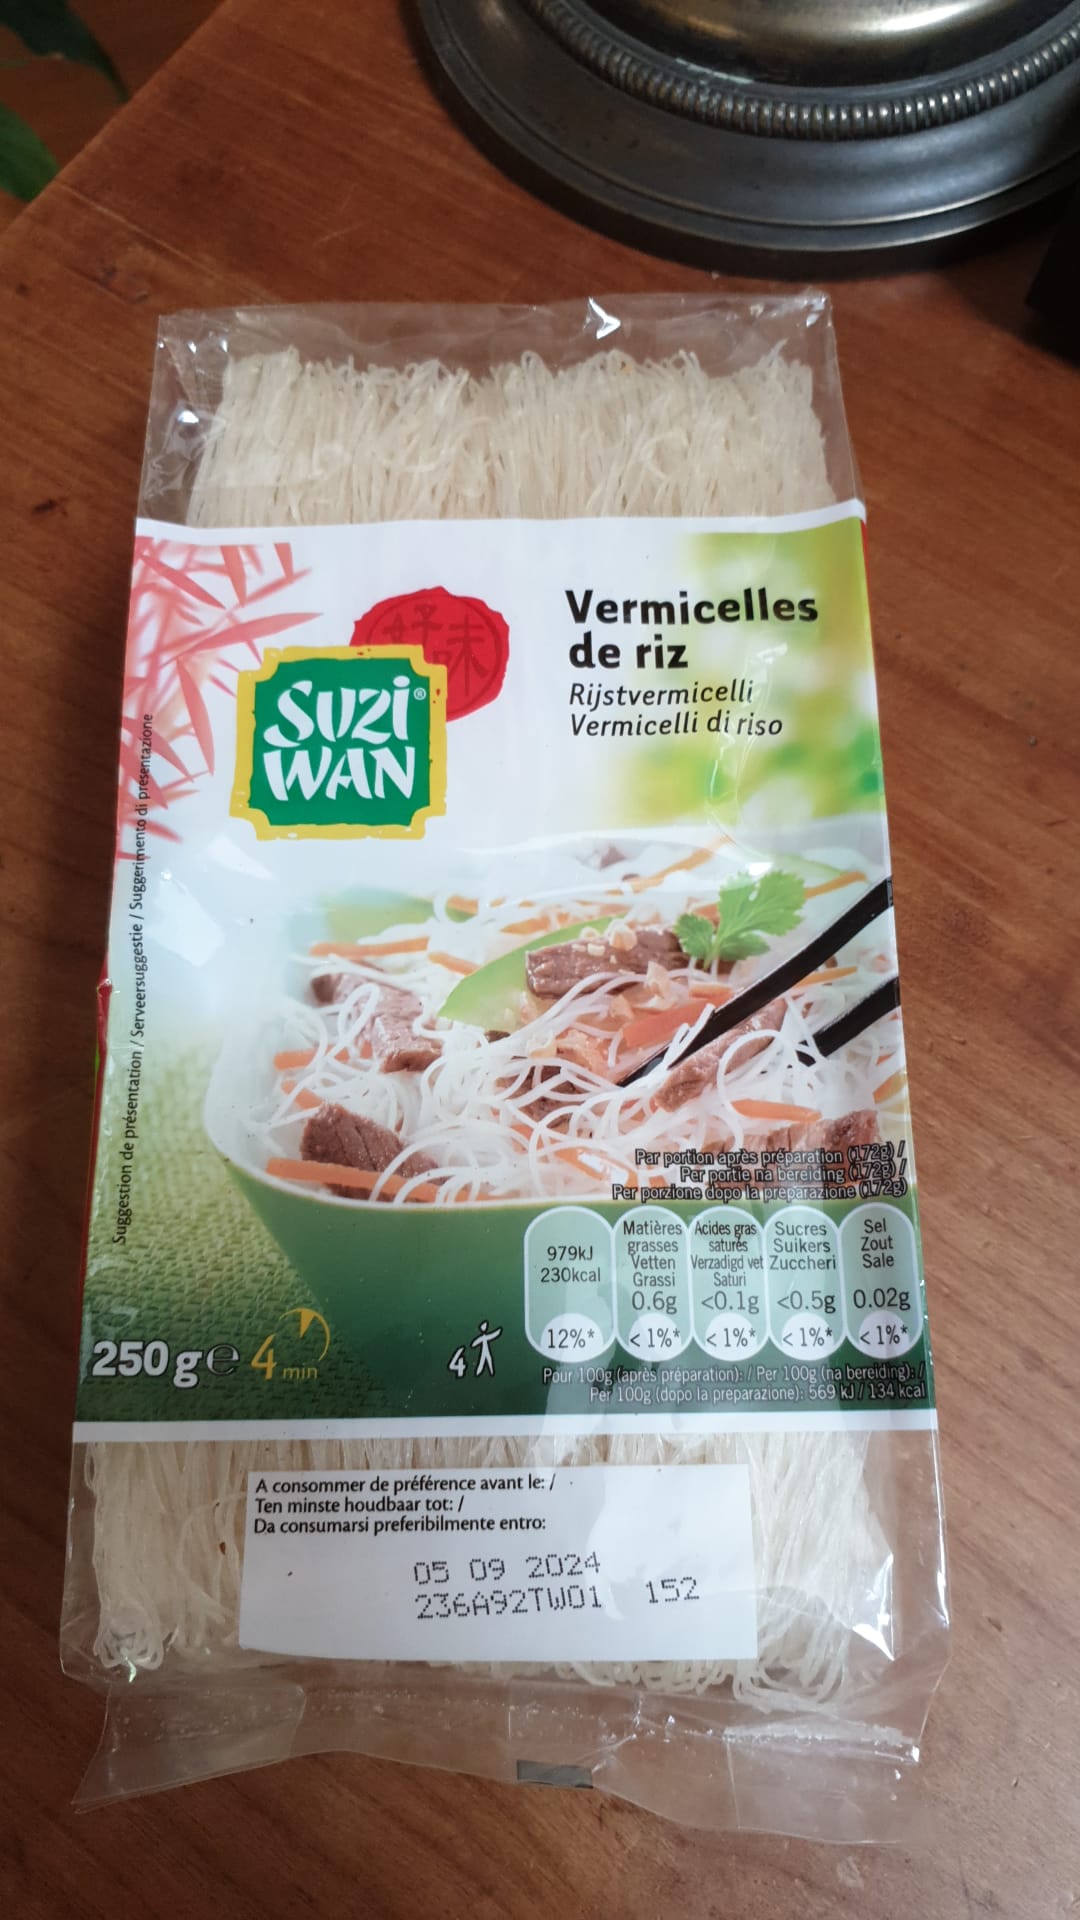 好味
SUZI®
WAN
Vermicelles
de riz
Rijstvermicelli
Vermicelli di riso
Suggestion de présentation / Serveersuggestie / Suggerimento di presentazione
Par portion après préparation (172g) /
Per portie na bereiding (172g) /
Per porzione dopo la preparazione (172g)
979kJ
230kcal
12%*
Matières
grasses
Vetten
Grassi
0.6g
<1%*
Acides gras
saturés
Verzadigd vet
Saturi
<0.1g
<1%*
Sucres
Suikers
Zuccheri
<0.5g
<1%*
Sel
Zout
Sale
0.02g
<1%*
Pour 100g (après préparation): / Per 100g (na bereiding): /
Per 100g (dopo la preparazione): 569 kJ / 134 kcal
250g℮ 4 min
4
A consommer de préférence avant le: /
Ten minste houdbaar tot: /
Da consumarsi preferibilmente entro:
05 09 2024
236A92TW01 152